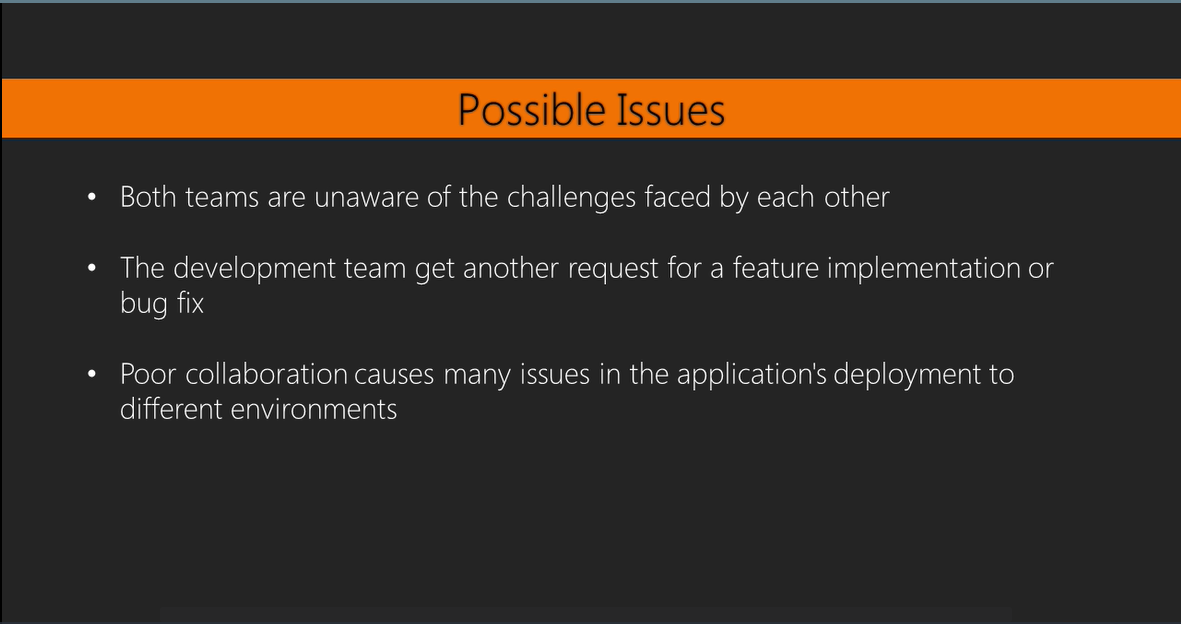 Possible Issues
• Both teams are unaware of the challenges faced by each other
• The development team get another request for a feature implementation or
bug fix
• Poor collaboration causes many issues in the application's deployment to
different environments